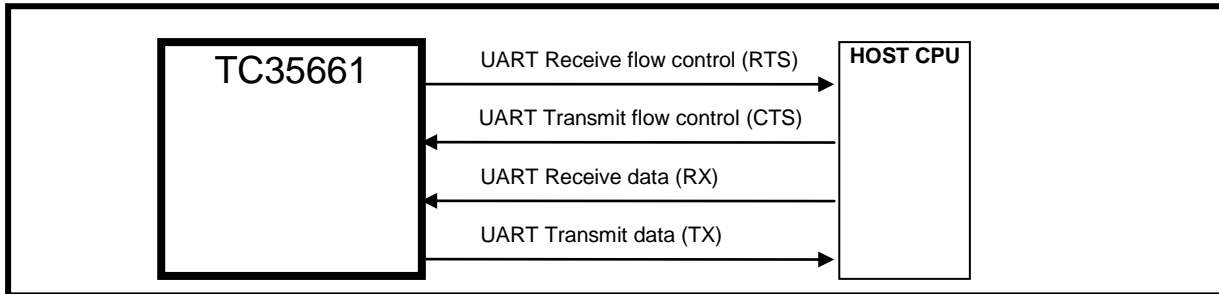 TC35661
UART Receive flow control (RTS)
HOST CPU
UART Transmit flow control (CTS)
UART Receive data (RX)
UART Transmit data (TX)